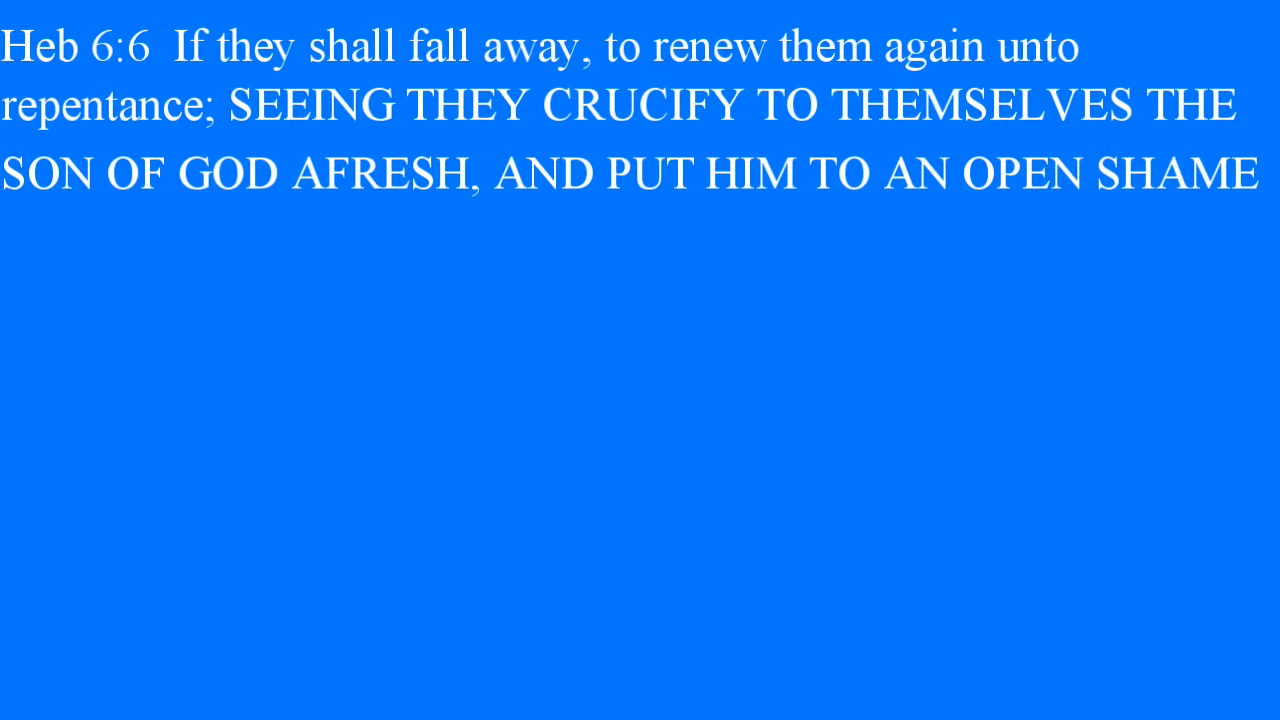 Heb 6:6  If they shall fall away, to renew them again unto
repentance; SEEING THEY CRUCIFY TO THEMSELVES THE
SON OF GOD AFRESH, AND PUT HIM TO AN OPEN SHAME